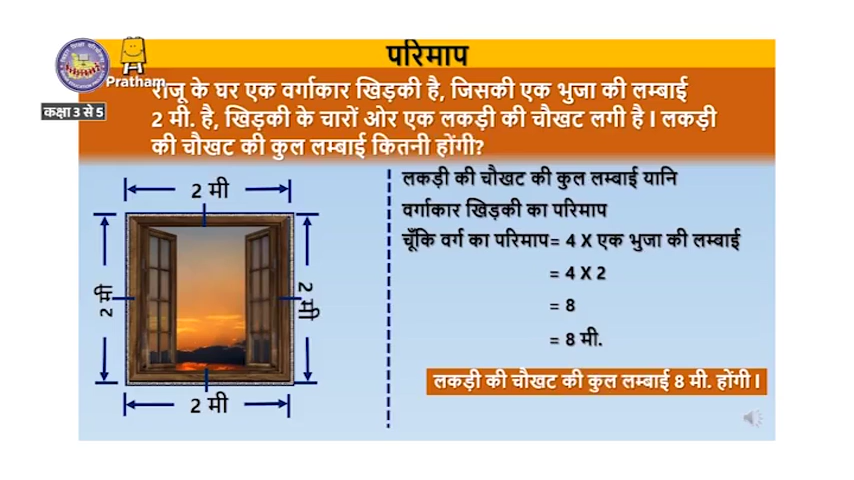 परिमाप
Pratham
कक्षा 3 से 5
राजू के घर एक वर्गाकार खिड़की है, जिसकी एक भुजा की लम्बाई
2 मी. है, खिड़की के चारों ओर एक लकड़ी की चौखट लगी है । लकड़ी
की चौखट की कुल लम्बाई कितनी होंगी?
2 मी
2 मी
2 मी
2 मी
लकड़ी की चौखट की कुल लम्बाई यानि
वर्गाकार खिड़की का परिमाप
चूँकि वर्ग का परिमाप= 4 X एक भुजा की लम्बाई
= 4 X 2
= 8
= 8 मी.
लकड़ी की चौखट की कुल लम्बाई 8 मी. होंगी ।